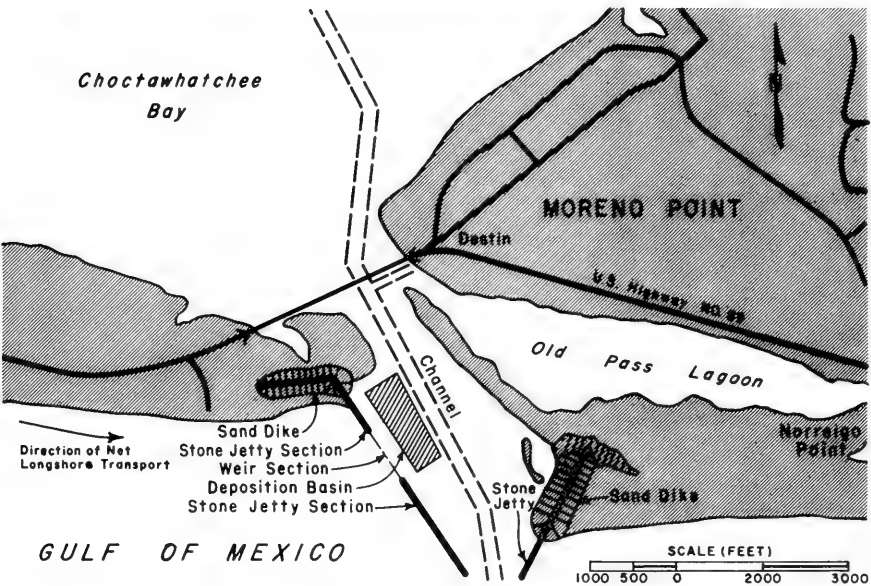 Choctawhatchee
Bay
N
MORENO POINT
Destin
U.S. Highway NO. 98
Old Pass Lagoon
Channel
Norreigo
Point
Sand Dike
Stone Jetty Section
Weir Section
Deposition Basin
Stone Jetty Section
Direction of Net
Longshore Transport
Stone
Jetty
Sand Dike
GULF OF MEXICO
SCALE (FEET)
1000 500 0 2000 3000